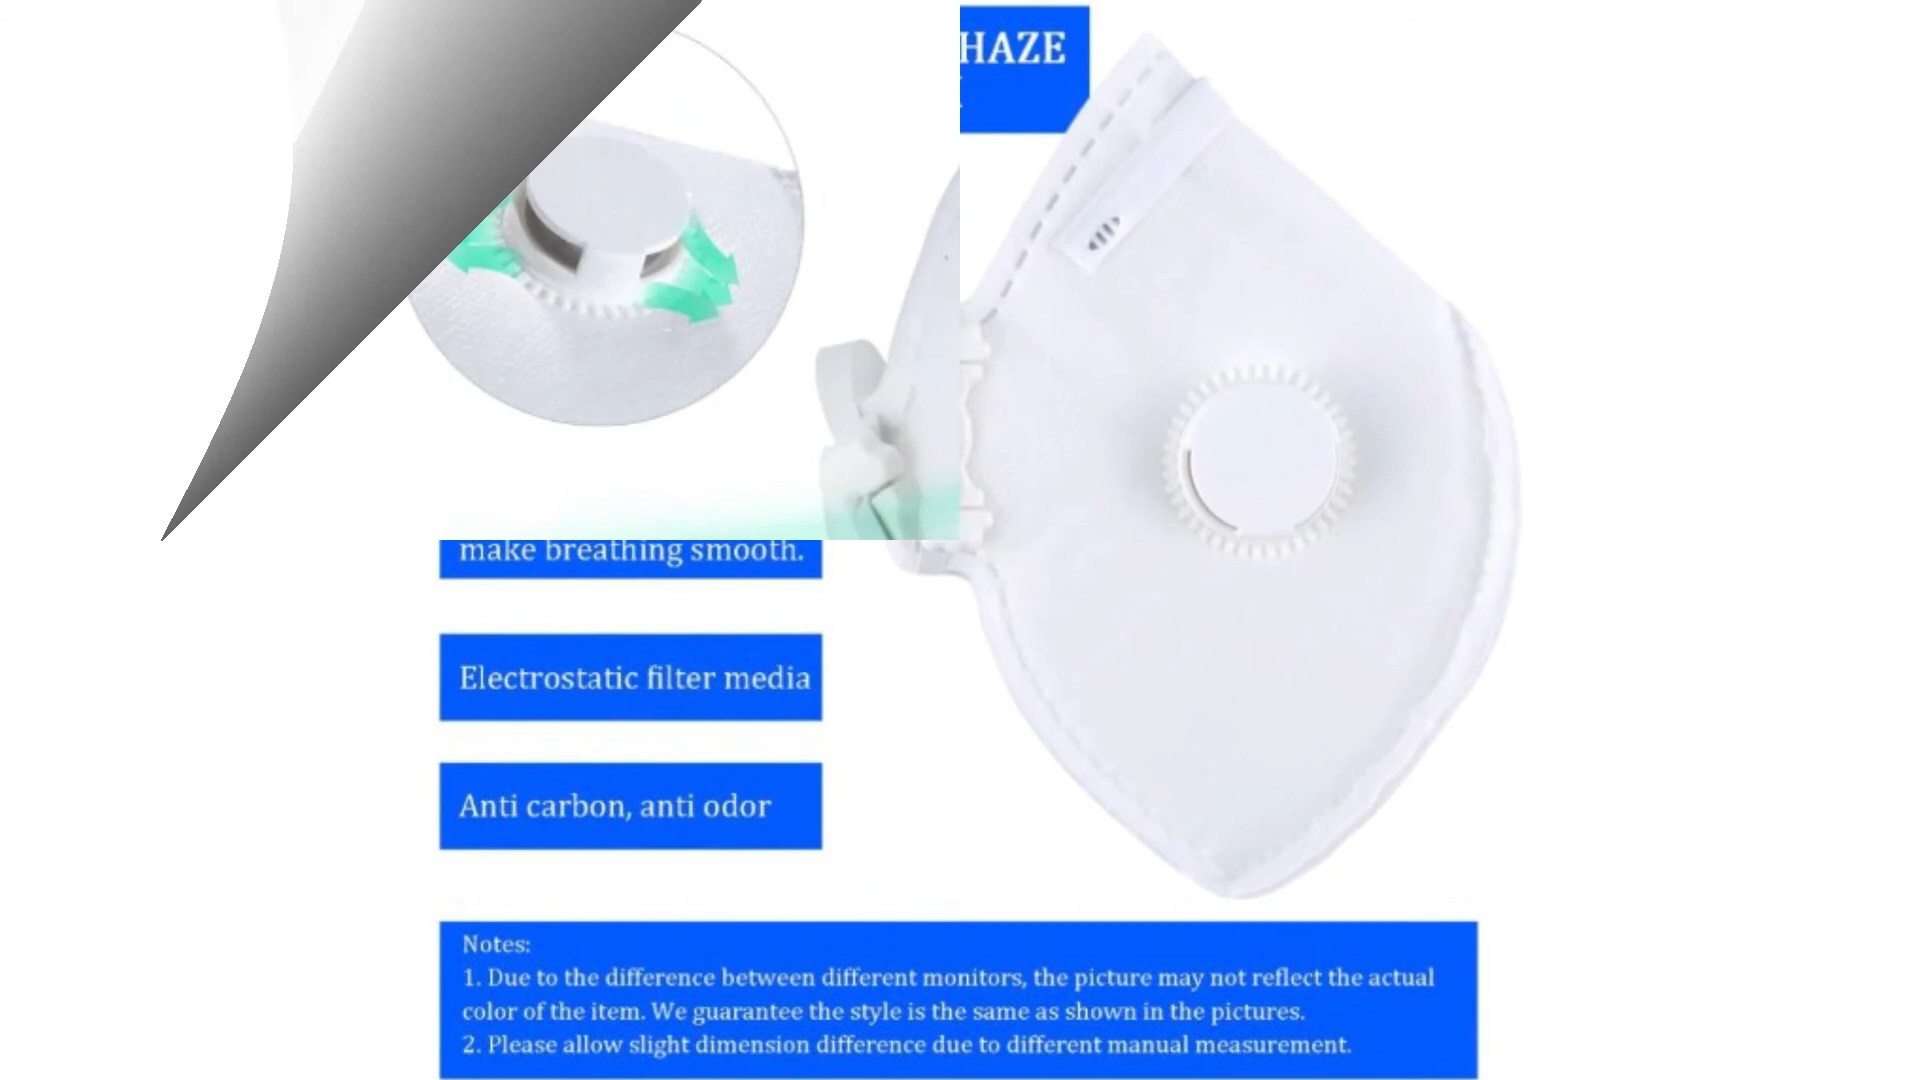 HAZE
make breathing smooth.
Electrostatic filter media
Anti carbon, anti odor
Notes:
1. Due to the difference between different monitors, the picture may not reflect the actual
color of the item. We guarantee the style is the same as shown in the pictures.
2. Please allow slight dimension difference due to different manual measurement.